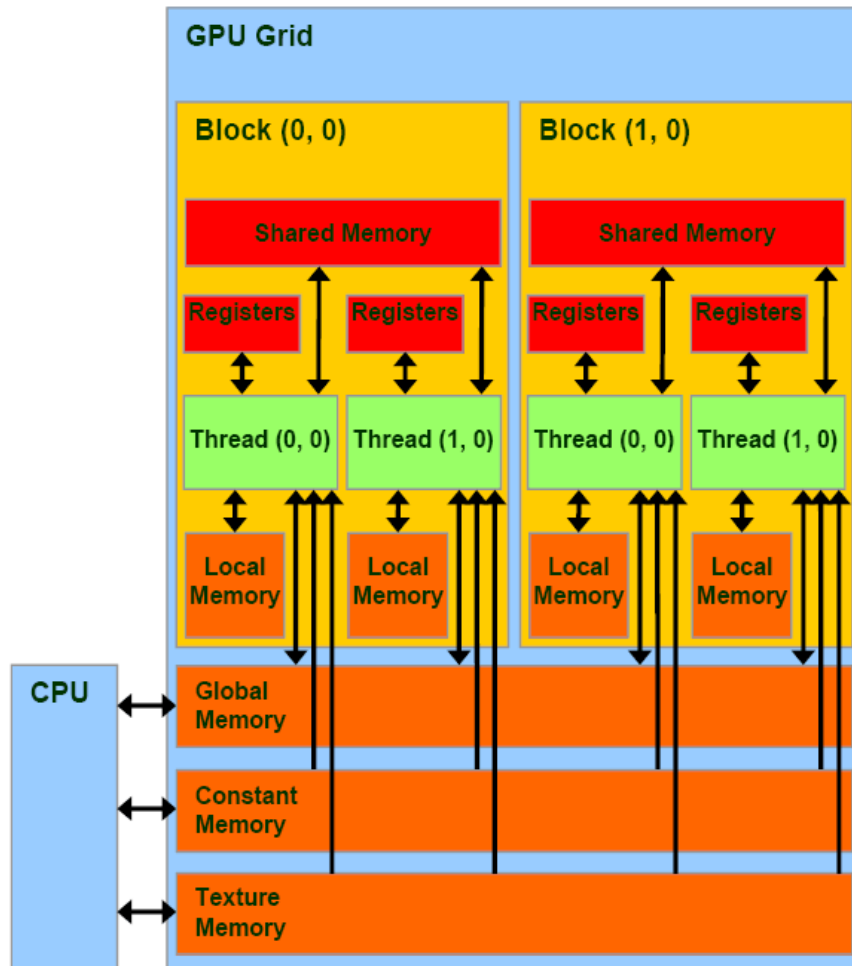 GPU Grid
Block (0, 0)
Block (1, 0)
Shared Memory
Shared Memory
Registers
Registers
Registers
Registers
Thread (0, 0)
Thread (1, 0)
Thread (0, 0)
Thread (1, 0)
Local
Memory
Local
Memory
Local
Memory
Local
Memory
CPU
Global
Memory
Constant
Memory
Texture
Memory